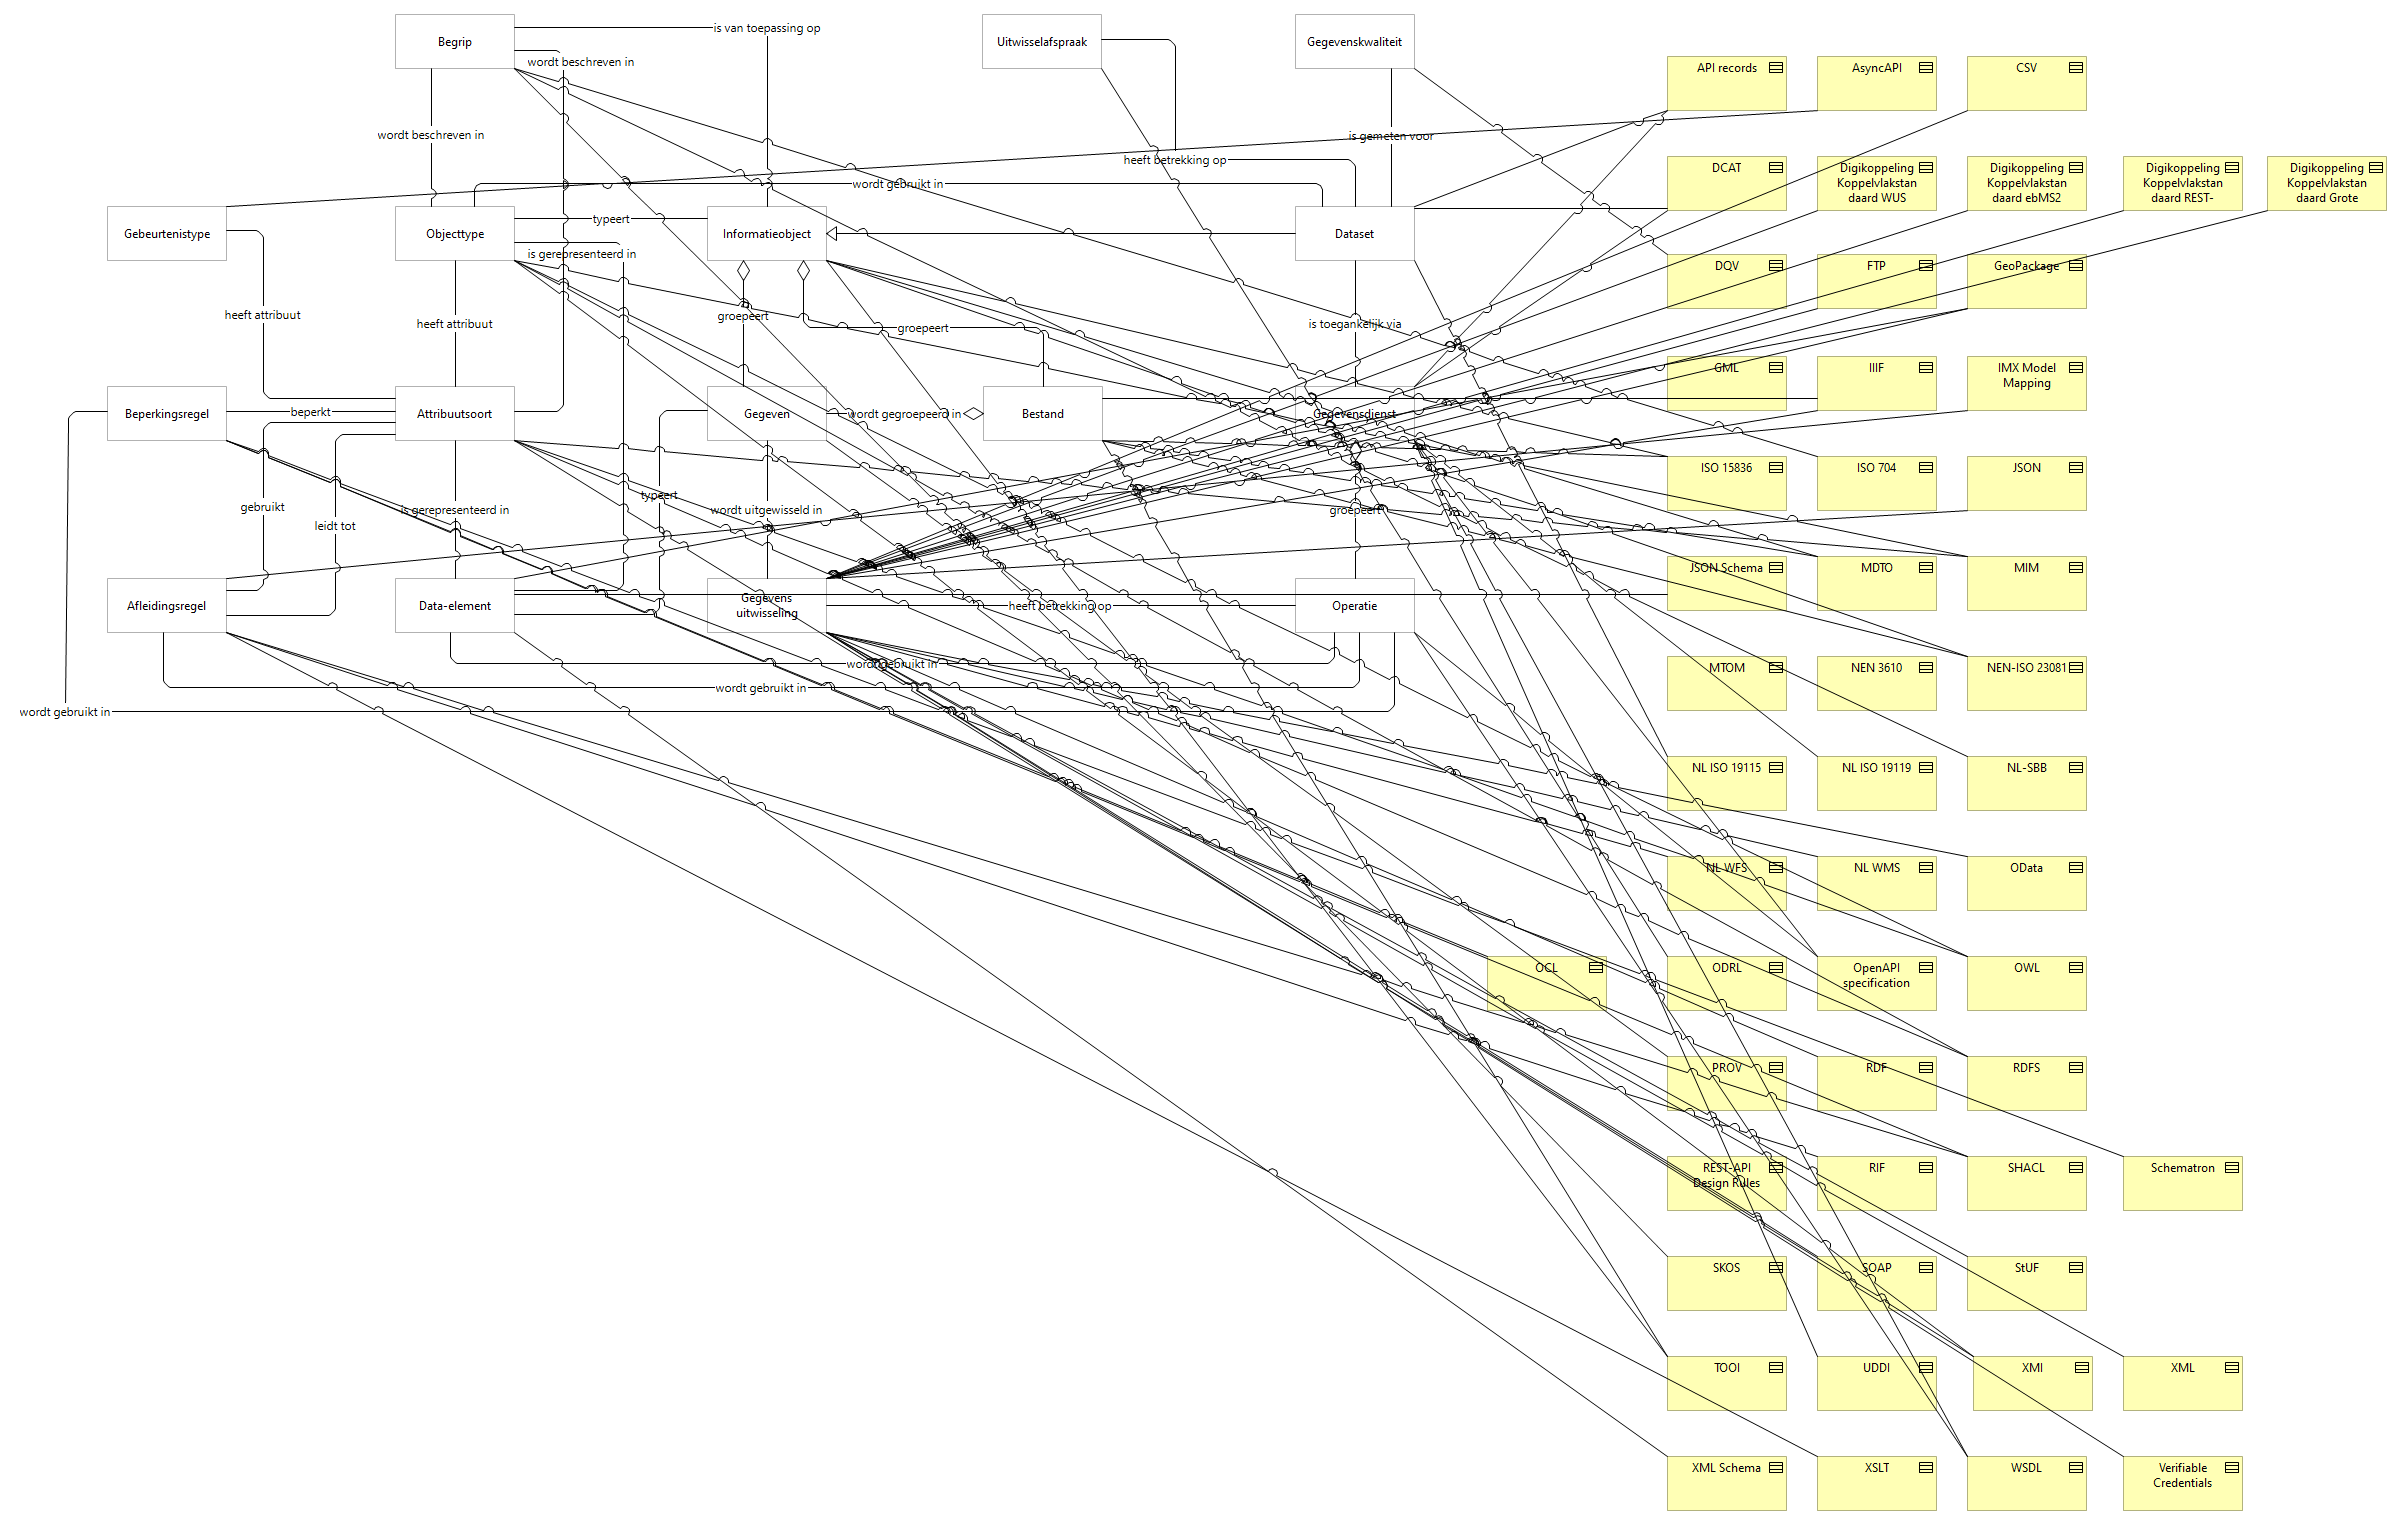 Begrip
is van toepassing op
Uitwisselafspraak
Gegevenskwaliteit
wordt beschreven in
API records
AsyncAPI
CSV
wordt beschreven in
is gemeten voor
heeft betrekking op
DCAT
Digikoppeling
Koppelvlakstan
daard WUS
Digikoppeling
Koppelvlakstan
daard ebMS2
Digikoppeling
Koppelvlakstan
daard REST-
Digikoppeling
Koppelvlakstan
daard Grote
wordt gebruikt in
Gebeurtenistype
Objecttype
typeert
Informatieobject
Dataset
is gerepresenteerd in
DQV
FTP
GeoPackage
heeft attribuut
heeft attribuut
groepeert
groepeert
is toegankelijk via
GML
IIIF
IMX Model
Mapping
Beperkingsregel
beperkt
Attribuutsoort
Gegeven
wordt gegroepeerd in
Bestand
Gegevensdienst
ISO 15836
ISO 704
JSON
typeert
gebruikt
leidt tot
is gerepresenteerd in
wordt uitgewisseld in
groepeert
JSON Schema
MDTO
MIM
Afleidingsregel
Data-element
Gegevens
uitwisseling
heeft betrekking op
Operatie
wordt gebruikt in
MTOM
NEN 3610
NEN-ISO 23081
wordt gebruikt in
wordt gebruikt in
NL ISO 19115
NL ISO 19119
NL-SBB
NL WFS
NL WMS
OData
OCL
ODRL
OpenAPI
specification
OWL
PROV
RDF
RDFS
REST-API
Design Rules
RIF
SHACL
Schematron
SKOS
SOAP
StUF
TOOI
UDDI
XMI
XML
XML Schema
XSLT
WSDL
Verifiable
Credentials